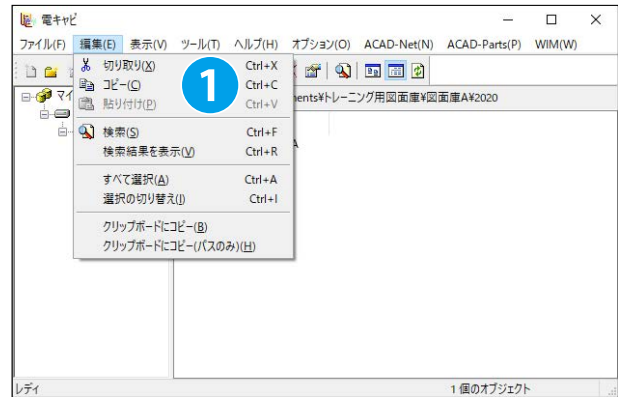 電キャビ
ファイル(F) 編集(E) 表示(V) ツール(T) ヘルプ(H) オプション(O) ACAD-Net(N) ACAD-Parts(P) WIM(W)
切り取り(X) Ctrl+X
コピー(C) Ctrl+C
貼り付け(P) Ctrl+V
1
マイ
ments¥トレーニング用図面庫¥図面庫A¥2020
検索(S) Ctrl+F
検索結果を表示(V) Ctrl+R
A
すべて選択(A) Ctrl+A
選択の切り替え(I) Ctrl+I
クリップボードにコピー(B)
クリップボードにコピー(パスのみ)(H)
レディ 1 個のオブジェクト